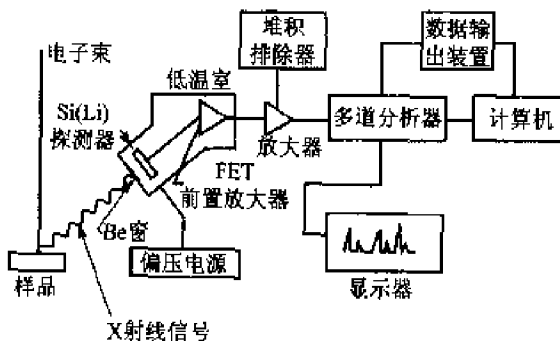 电子束
堆积
排除器
数据输
出装置
低温室
Si(Li)
探测器
放大器
多道分析器
计算机
FET
前置放大器
Be窗
偏压电源
样品
显示器
X射线信号